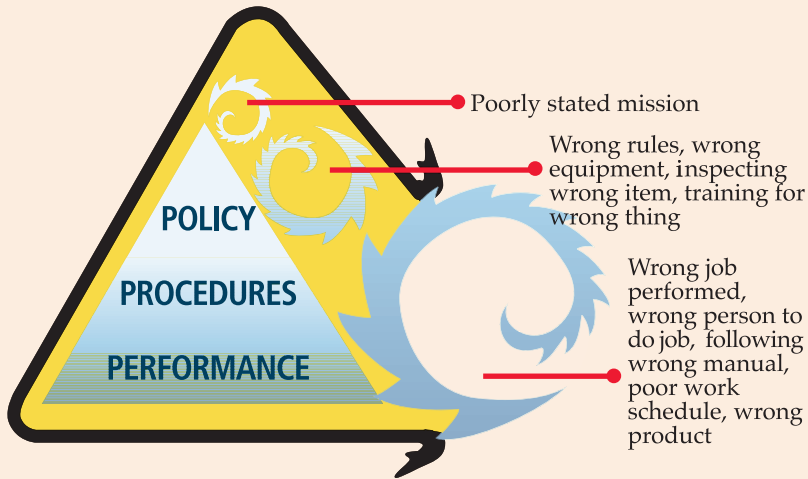 Poorly stated mission
Wrong rules, wrong
equipment, inspecting
wrong item, training for
wrong thing
POLICY
PROCEDURES
PERFORMANCE
Wrong job
performed,
wrong person to
do job, following
wrong manual,
poor work
schedule, wrong
product